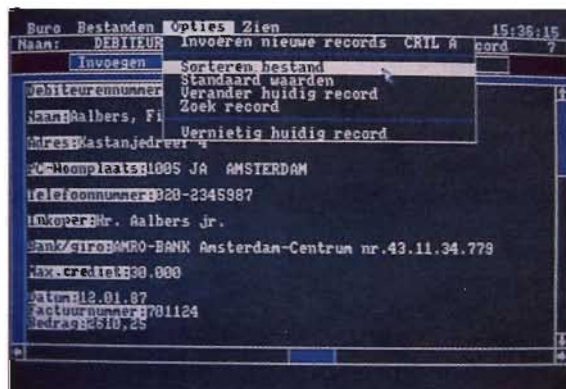 Buro Bestanden Opties Zien 15:36:15
Naam: DEBITEUR cord 7
Invoegen
Invoeren nieuwe records CRTL A
Sorteren bestand
Standaard waarden
Verander huidig record
Zoek record
Vernietig huidig record
Debiteurennummer
Naam:Aalbers, Fi
Adres:Kastanjedreef 4
PC-Woonplaats:1005 JA AMSTERDAM
Telefoonnummer:020-2345987
Inkoper:Hr. Aalbers jr.
Bank/giro:AMRO-BANK Amsterdam-Centrum nr.43.11.34.779
Max.crediet:30.000
Datum:12.01.87
Factuurnummer:701124
Bedrag:2610,25